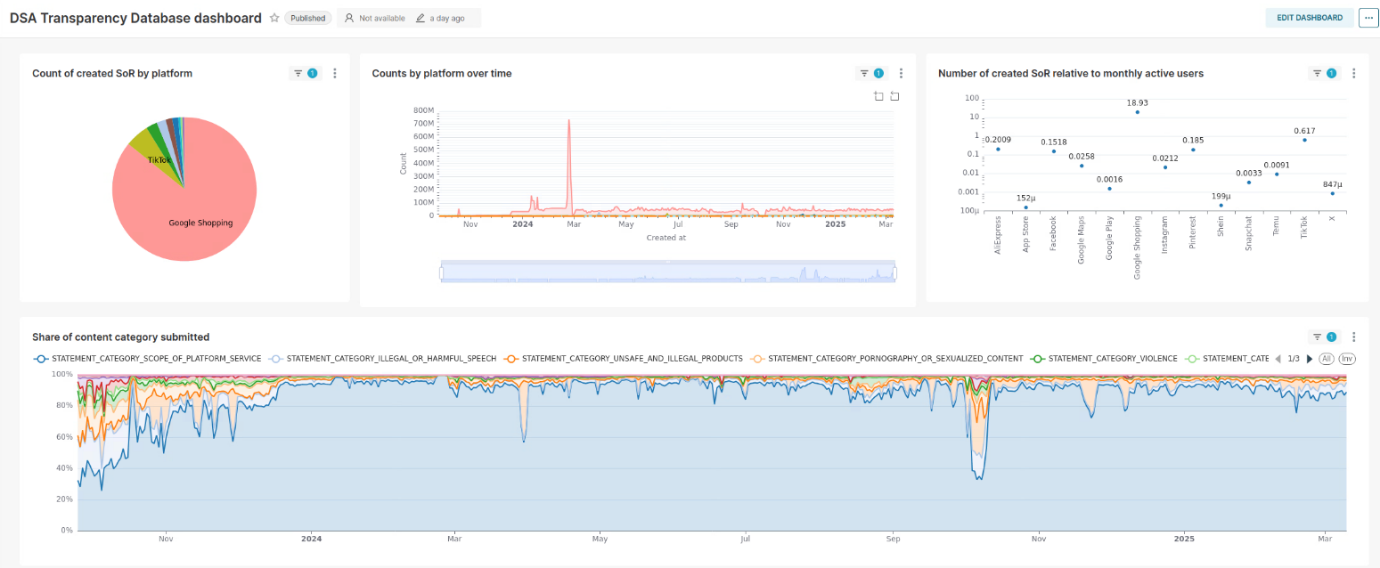 DSA Transparency Database dashboard Published Not available a day ago EDIT DASHBOARD ...
Count of created SoR by platform 1
TikTok
Google Shopping
Counts by platform over time 1
800M
700M
600M
500M
400M
300M
200M
100M
0
Count
Nov 2024 Mar May Jul Sep Nov 2025 Mar
Created at
Number of created SoR relative to monthly active users 1
100
10
1
0.1
0.01
0.001
100µ
0.2009
152µ
0.1518
0.0258
0.0016
18.93
0.0212
0.185
199µ
0.0033
0.0091
0.617
847µ
AliExpress
App Store
Facebook
Google Maps
Google Play
Google Shopping
Instagram
Pinterest
Shein
Snapchat
Temu
TikTok
X
Share of content category submitted 1
STATEMENT_CATEGORY_SCOPE_OF_PLATFORM_SERVICE STATEMENT_CATEGORY_ILLEGAL_OR_HARMFUL_SPEECH STATEMENT_CATEGORY_UNSAFE_AND_ILLEGAL_PRODUCTS STATEMENT_CATEGORY_PORNOGRAPHY_OR_SEXUALIZED_CONTENT STATEMENT_CATEGORY_VIOLENCE STATEMENT_CATE 1/3 All Inv
100%
80%
60%
40%
20%
0%
Nov 2024 Mar May Jul Sep Nov 2025 Mar